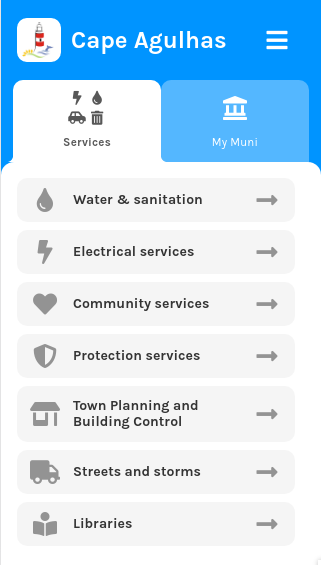 Cape Agulhas
Services
My Muni
Water & sanitation
Electrical services
Community services
Protection services
Town Planning and
Building Control
Streets and storms
Libraries